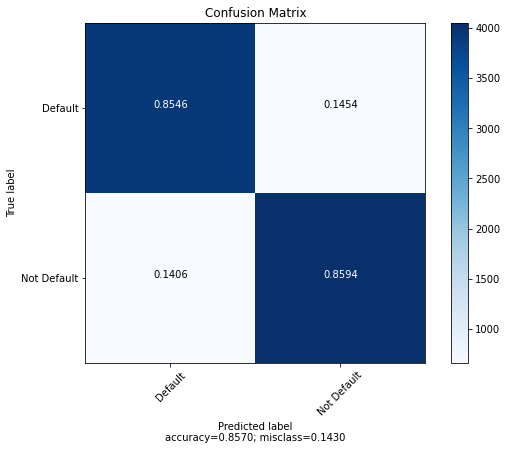 Confusion Matrix
True label
Default
0.8546
0.1454
Not Default
0.1406
0.8594
Default
Not Default
Predicted label
accuracy=0.8570; misclass=0.1430
4000
3500
3000
2500
2000
1500
1000